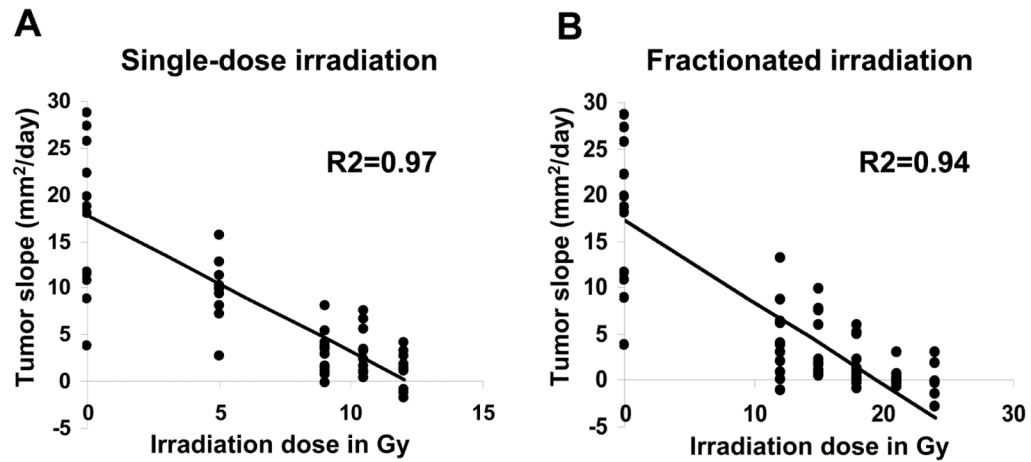 A
Single-dose irradiation
Tumor slope (mm²/day)
30
25
20
15
10
5
0
-5
R2=0.97
0 5 10 15
Irradiation dose in Gy
B
Fractionated irradiation
Tumor slope (mm²/day)
30
25
20
15
10
5
0
-5
R2=0.94
0 10 20 30
Irradiation dose in Gy